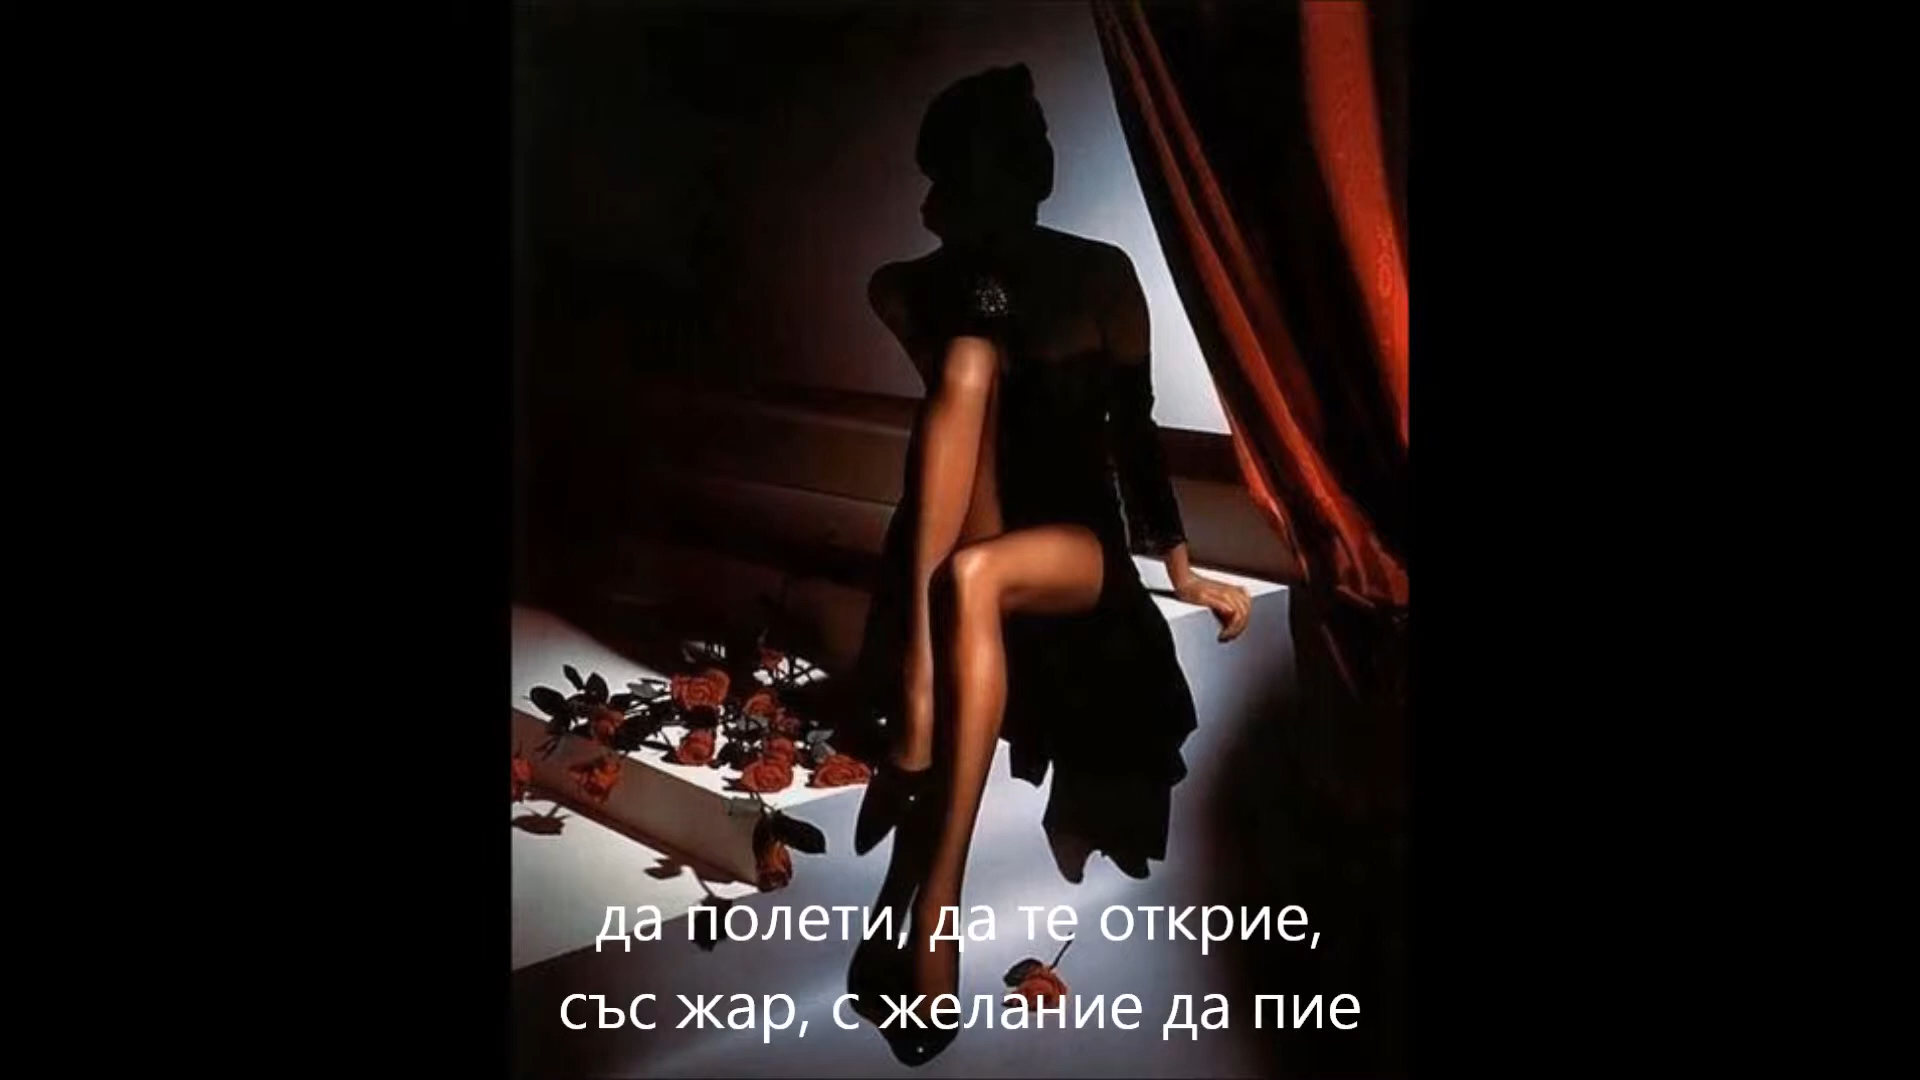 да полети, да те открие,
със жар, с желание да пие